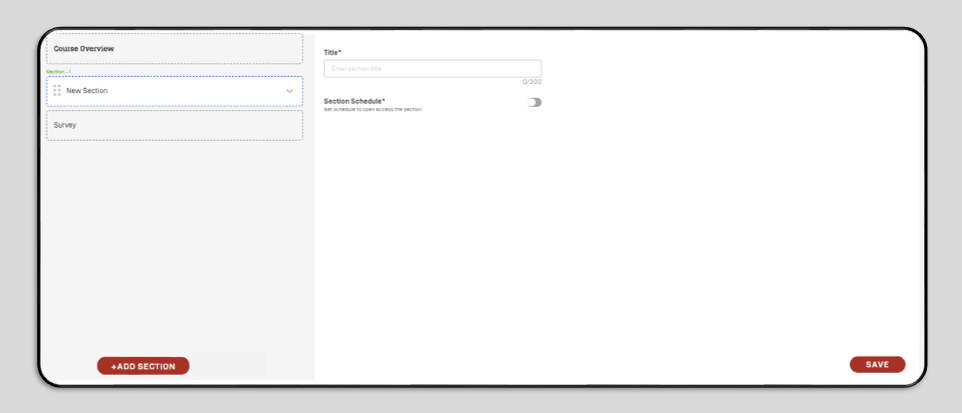 Course Overview
Section - 1
New Section
Survey
+ADD SECTION
Title*
Enter section title
0/200
Section Schedule*
Set schedule to open access the section
SAVE